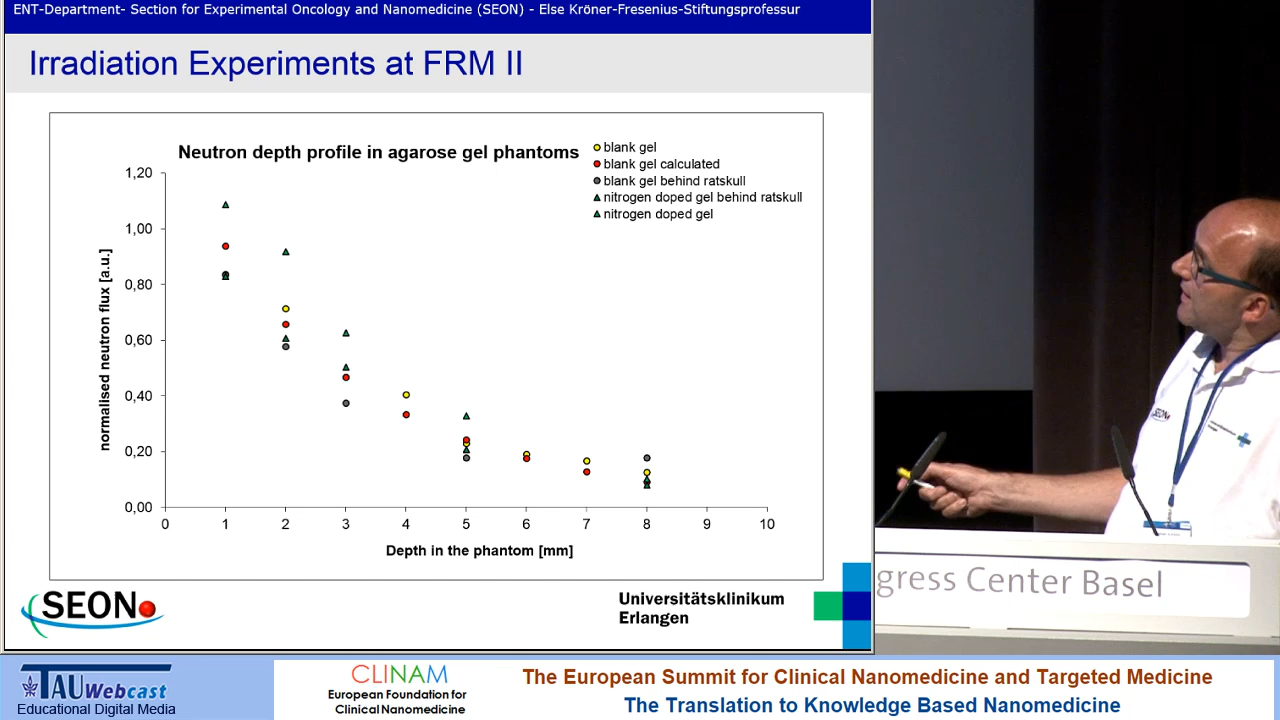 ENT-Department- Section for Experimental Oncology and Nanomedicine (SEON) - Else Kröner-Fresenius-Stiftungsprofessur
Irradiation Experiments at FRM II
Neutron depth profile in agarose gel phantoms
blank gel
blank gel calculated
blank gel behind ratskull
nitrogen doped gel behind ratskull
nitrogen doped gel
normalised neutron flux [a.u.]
1,20
1,00
0,80
0,60
0,40
0,20
0,00
0 1 2 3 4 5 6 7 8 9 10
Depth in the phantom [mm]
SEON
Universitätsklinikum
Erlangen
SEON
gress Center Basel
TAU Webcast
Educational Digital Media
CLINAM
European Foundation for
Clinical Nanomedicine
The European Summit for Clinical Nanomedicine and Targeted Medicine
The Translation to Knowledge Based Nanomedicine